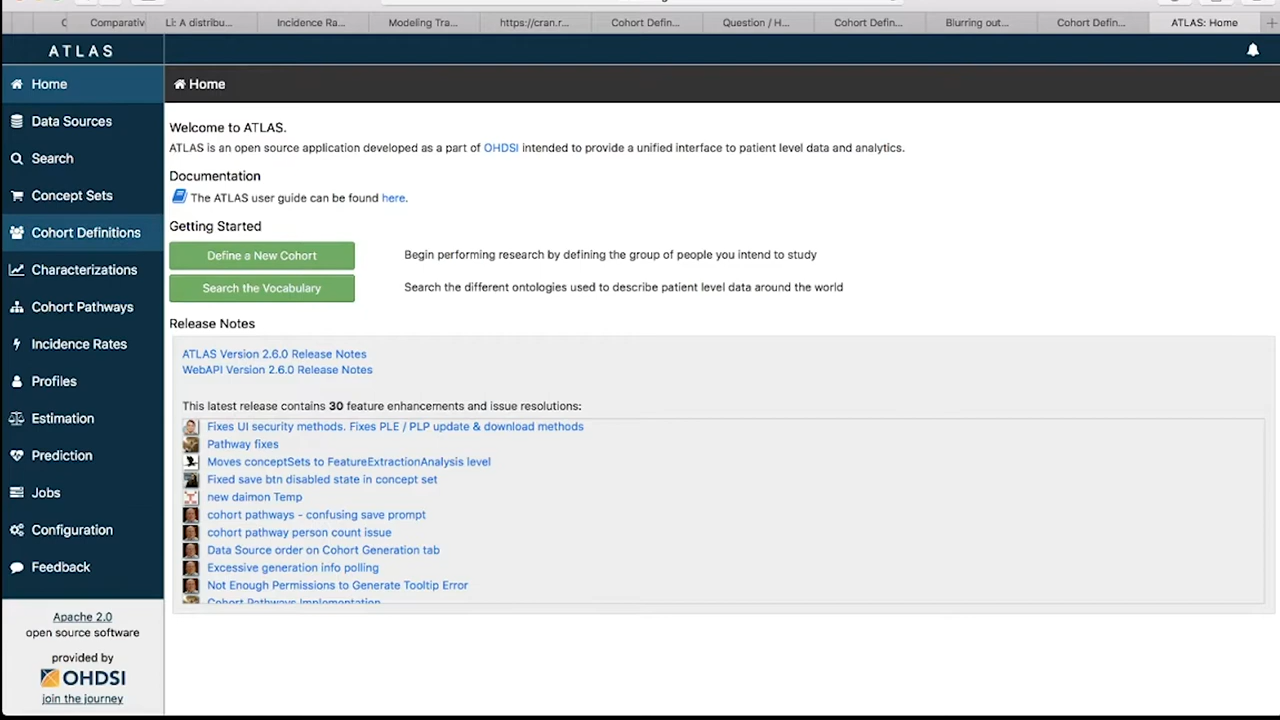 Comparativ
Li: A distribu...
Incidence Ra...
Modeling Tra...
https://cran.r...
Cohort Defin...
Question / H...
Cohort Defin...
Blurring out...
Cohort Defin...
ATLAS: Home
ATLAS
Home
Data Sources
Search
Concept Sets
Cohort Definitions
Characterizations
Cohort Pathways
Incidence Rates
Profiles
Estimation
Prediction
Jobs
Configuration
Feedback
Apache 2.0
open source software
provided by
OHDSI
join the journey
Home
Welcome to ATLAS.
ATLAS is an open source application developed as a part of OHDSI intended to provide a unified interface to patient level data and analytics.
Documentation
The ATLAS user guide can be found here.
Getting Started
Define a New Cohort
Begin performing research by defining the group of people you intend to study
Search the Vocabulary
Search the different ontologies used to describe patient level data around the world
Release Notes
ATLAS Version 2.6.0 Release Notes
WebAPI Version 2.6.0 Release Notes
This latest release contains 30 feature enhancements and issue resolutions:
Fixes UI security methods. Fixes PLE / PLP update & download methods
Pathway fixes
Moves conceptSets to FeatureExtractionAnalysis level
Fixed save btn disabled state in concept set
new daimon Temp
cohort pathways - confusing save prompt
cohort pathway person count issue
Data Source order on Cohort Generation tab
Excessive generation info polling
Not Enough Permissions to Generate Tooltip Error
Cohort Pathways Implementation